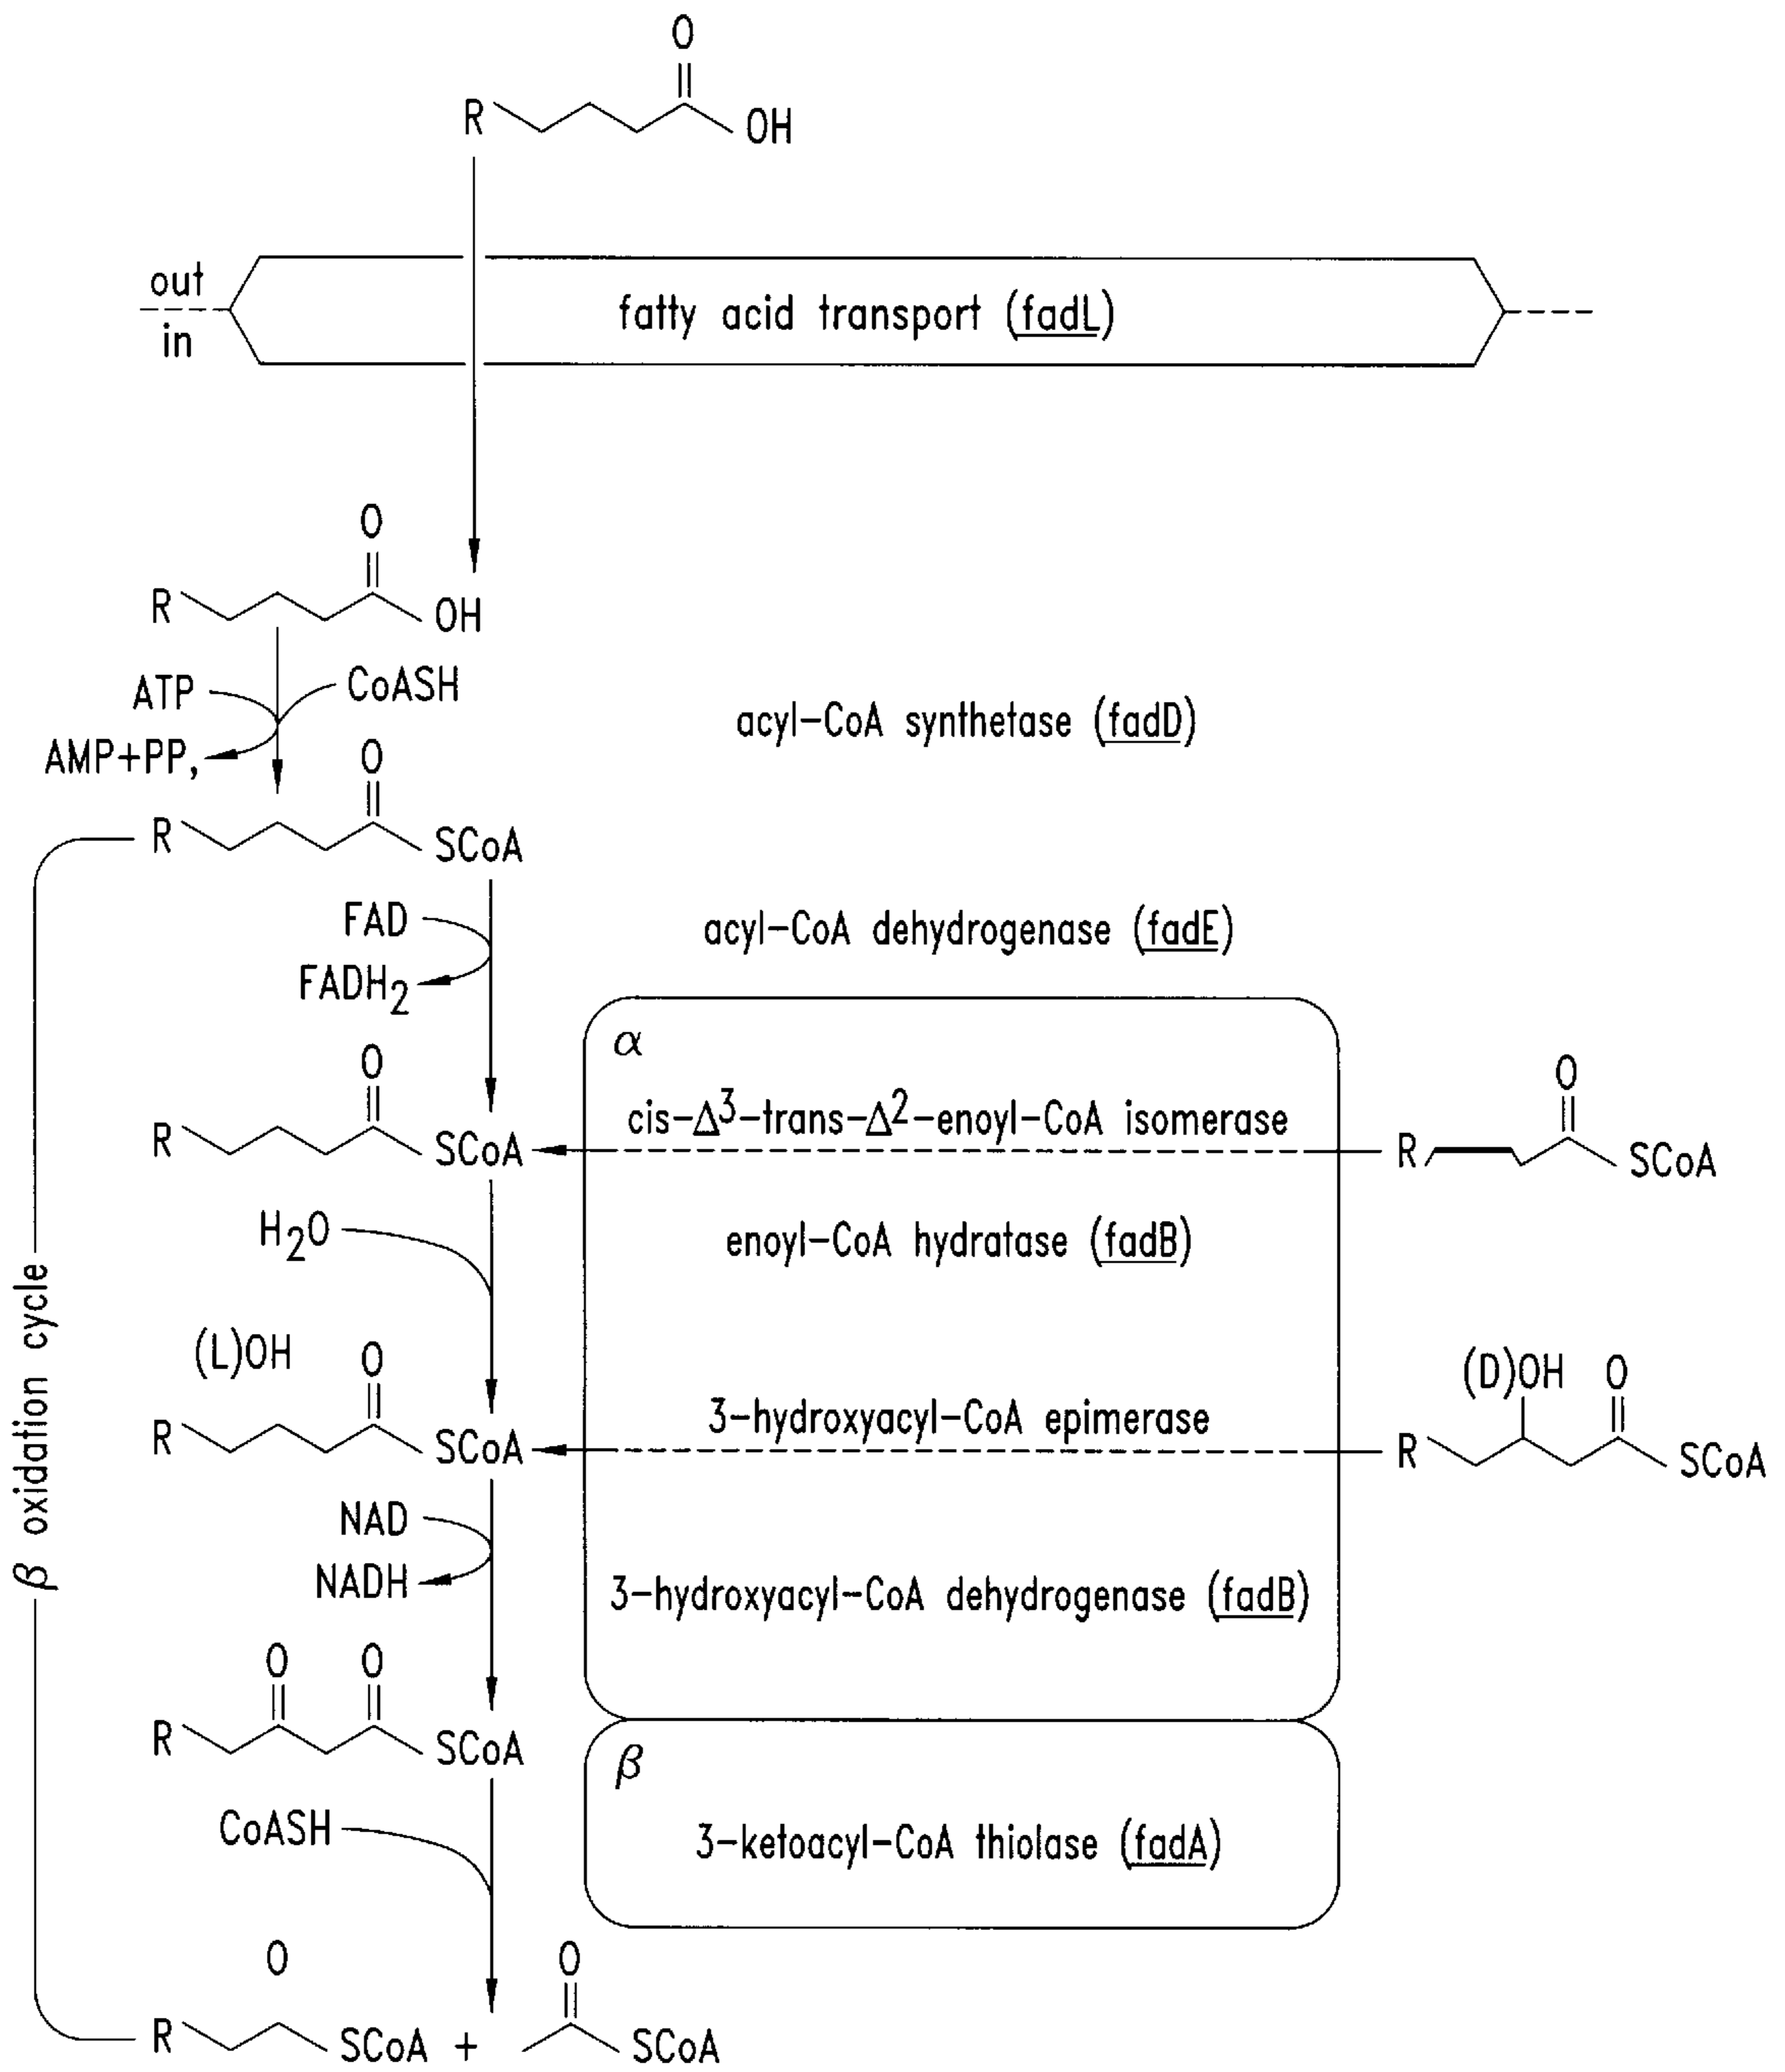 O
R
OH
out
in
fatty acid transport (fadL)
O
R
OH
ATP
CoASH
AMP+PP,
acyl-CoA synthetase (fadD)
O
R
SCoA
FAD
FADH2
acyl-CoA dehydrogenase (fadE)
α
O
R
SCoA
cis-Δ3-trans-Δ2-enoyl-CoA isomerase
O
R
SCoA
H2O
enoyl-CoA hydratase (fadB)
β oxidation cycle
(L)OH
O
R
SCoA
3-hydroxyacyl-CoA epimerase
(D)OH
O
R
SCoA
NAD
NADH
3-hydroxyacyl-CoA dehydrogenase (fadB)
O
O
R
SCoA
β
CoASH
3-ketoacyl-CoA thiolase (fadA)
O
O
R
SCoA +
SCoA